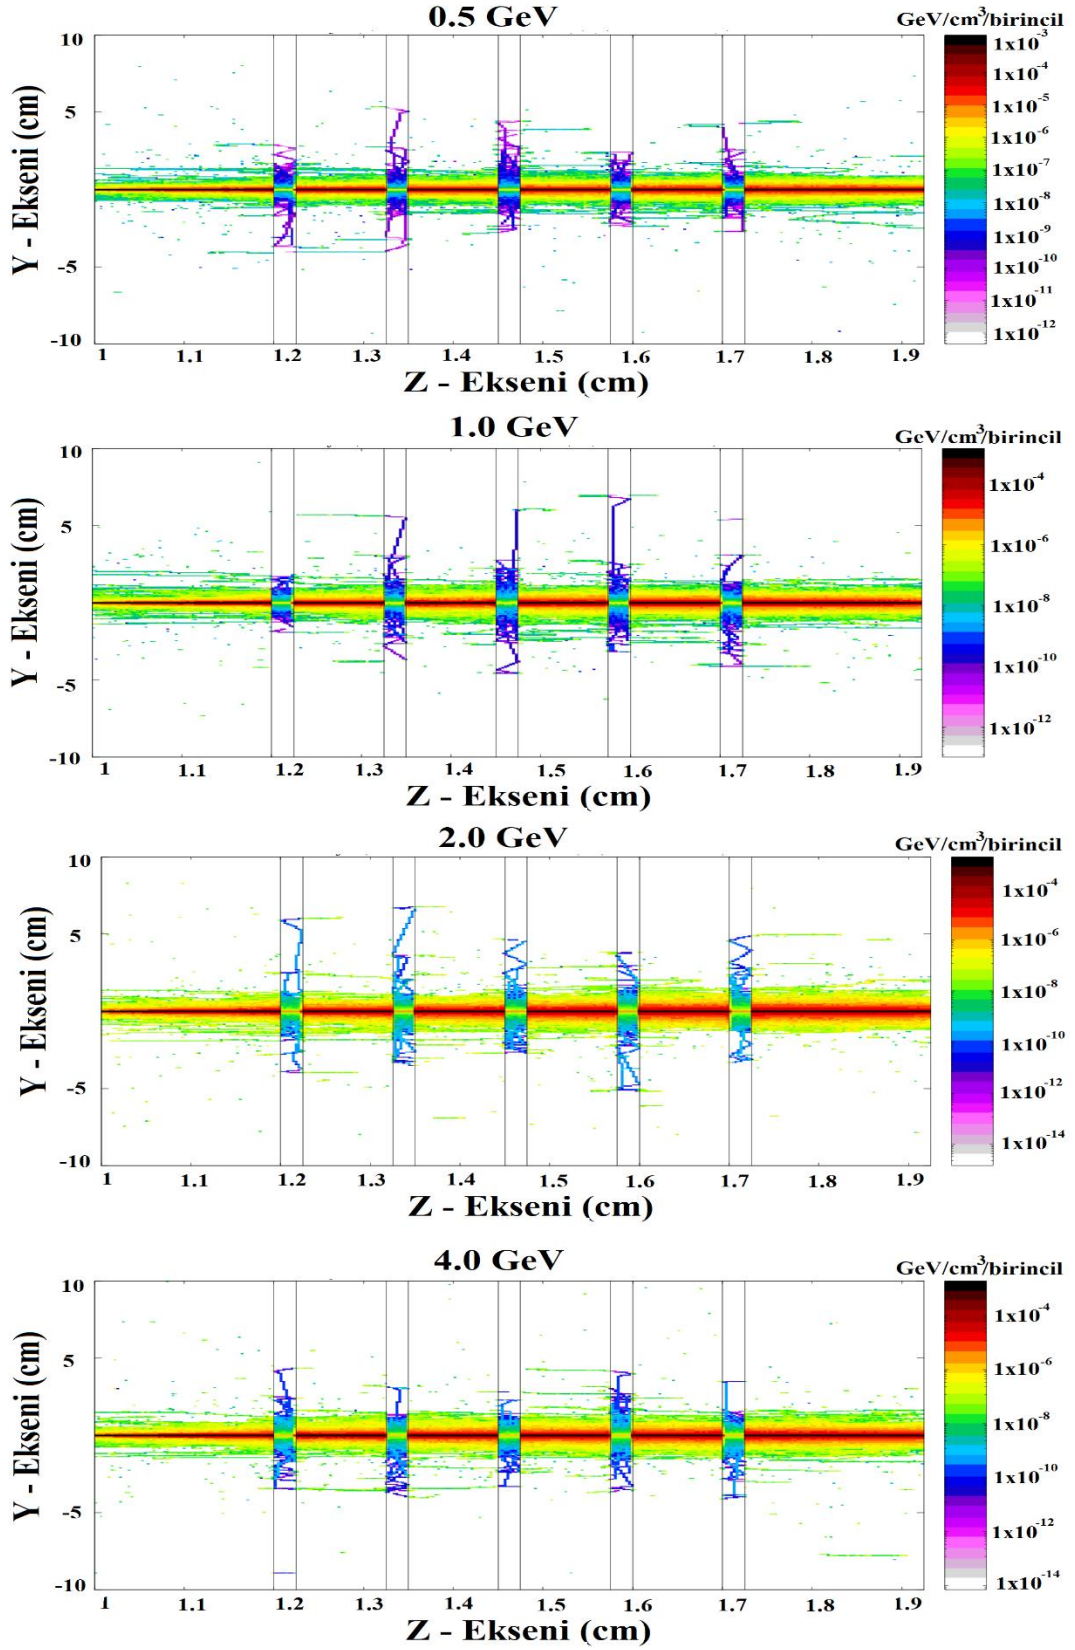 0.5 GeV
GeV/cm³/birincil
10
5
-5
-10
Y - Ekseni (cm)
1 1.1 1.2 1.3 1.4 1.5 1.6 1.7 1.8 1.9
Z - Ekseni (cm)
1x10⁻³
1x10⁻⁴
1x10⁻⁵
1x10⁻⁶
1x10⁻⁷
1x10⁻⁸
1x10⁻⁹
1x10⁻¹⁰
1x10⁻¹¹
1x10⁻¹²
1.0 GeV
GeV/cm³/birincil
10
5
-5
-10
Y - Ekseni (cm)
1 1.1 1.2 1.3 1.4 1.5 1.6 1.7 1.8 1.9
Z - Ekseni (cm)
1x10⁻⁴
1x10⁻⁶
1x10⁻⁸
1x10⁻¹⁰
1x10⁻¹²
2.0 GeV
GeV/cm³/birincil
10
5
-5
-10
Y - Ekseni (cm)
1 1.1 1.2 1.3 1.4 1.5 1.6 1.7 1.8 1.9
Z - Ekseni (cm)
1x10⁻⁴
1x10⁻⁶
1x10⁻⁸
1x10⁻¹⁰
1x10⁻¹²
1x10⁻¹⁴
4.0 GeV
GeV/cm³/birincil
10
5
-5
-10
Y - Ekseni (cm)
1 1.1 1.2 1.3 1.4 1.5 1.6 1.7 1.8 1.9
Z - Ekseni (cm)
1x10⁻⁴
1x10⁻⁶
1x10⁻⁸
1x10⁻¹⁰
1x10⁻¹²
1x10⁻¹⁴